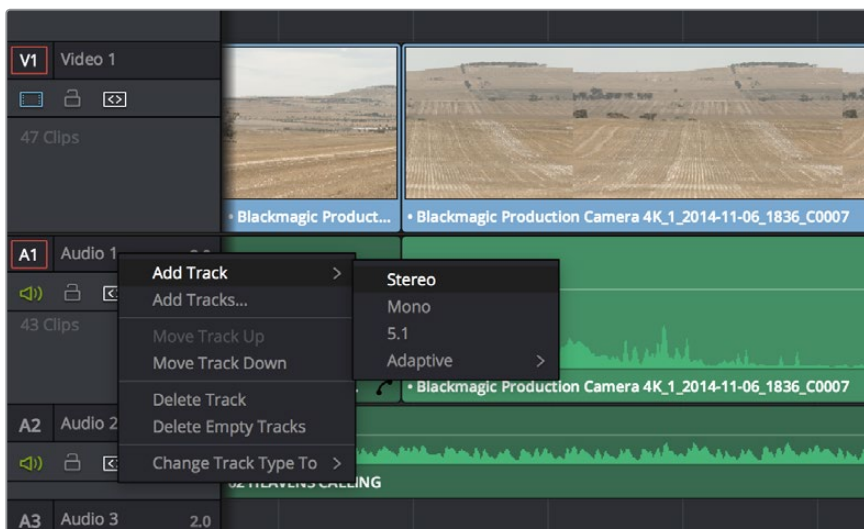 V1 Video 1
47 Clips
• Blackmagic Product...
• Blackmagic Production Camera 4K_1_2014-11-06_1836_C0007
A1 Audio 1
43 Clips
Add Track >
Add Tracks...
Move Track Up
Move Track Down
Delete Track
Delete Empty Tracks
Change Track Type To >
Stereo
Mono
5.1
Adaptive >
• Blackmagic Production Camera 4K_1_2014-11-06_1836_C0007
A2 Audio 2
HEAVENS CALLING
A3 Audio 3 2.0